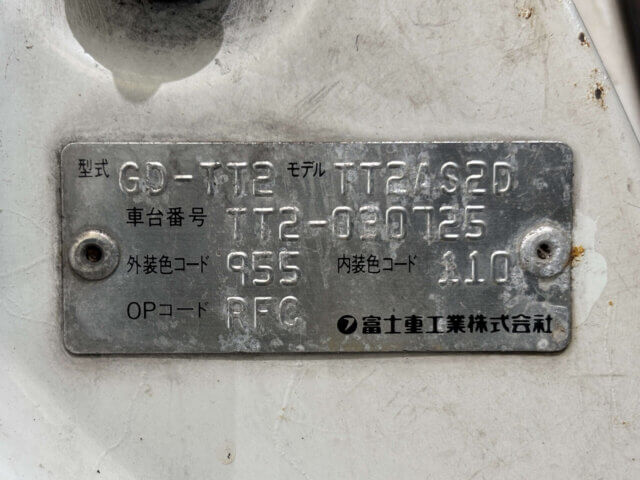 型式 GD-TT2 モデル TT2AS2D
車台番号 TT2-030725
外装色コード 955 内装色コード 110
OPコード RFC
富士重工業株式会社